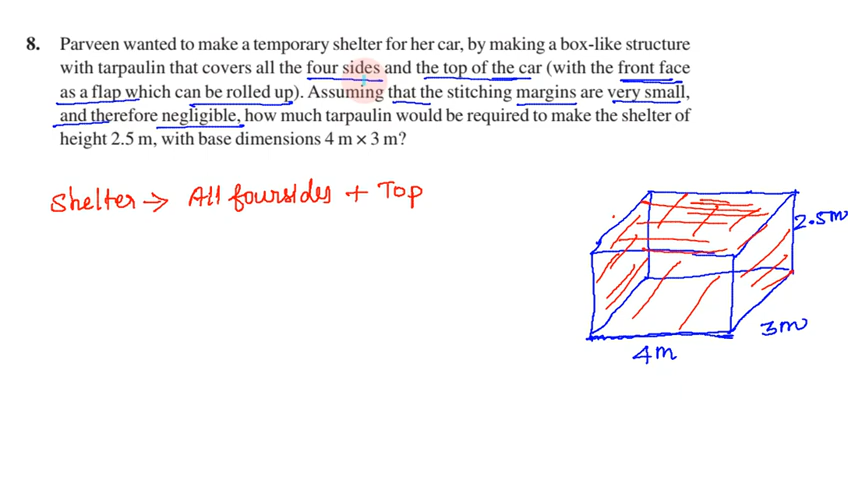 8. Parveen wanted to make a temporary shelter for her car, by making a box-like structure
with tarpaulin that covers all the four sides and the top of the car (with the front face
as a flap which can be rolled up). Assuming that the stitching margins are very small,
and therefore negligible, how much tarpaulin would be required to make the shelter of
height 2.5 m, with base dimensions 4 m × 3 m?
Shelter → All foursides + Top
2.5m
3m
4m